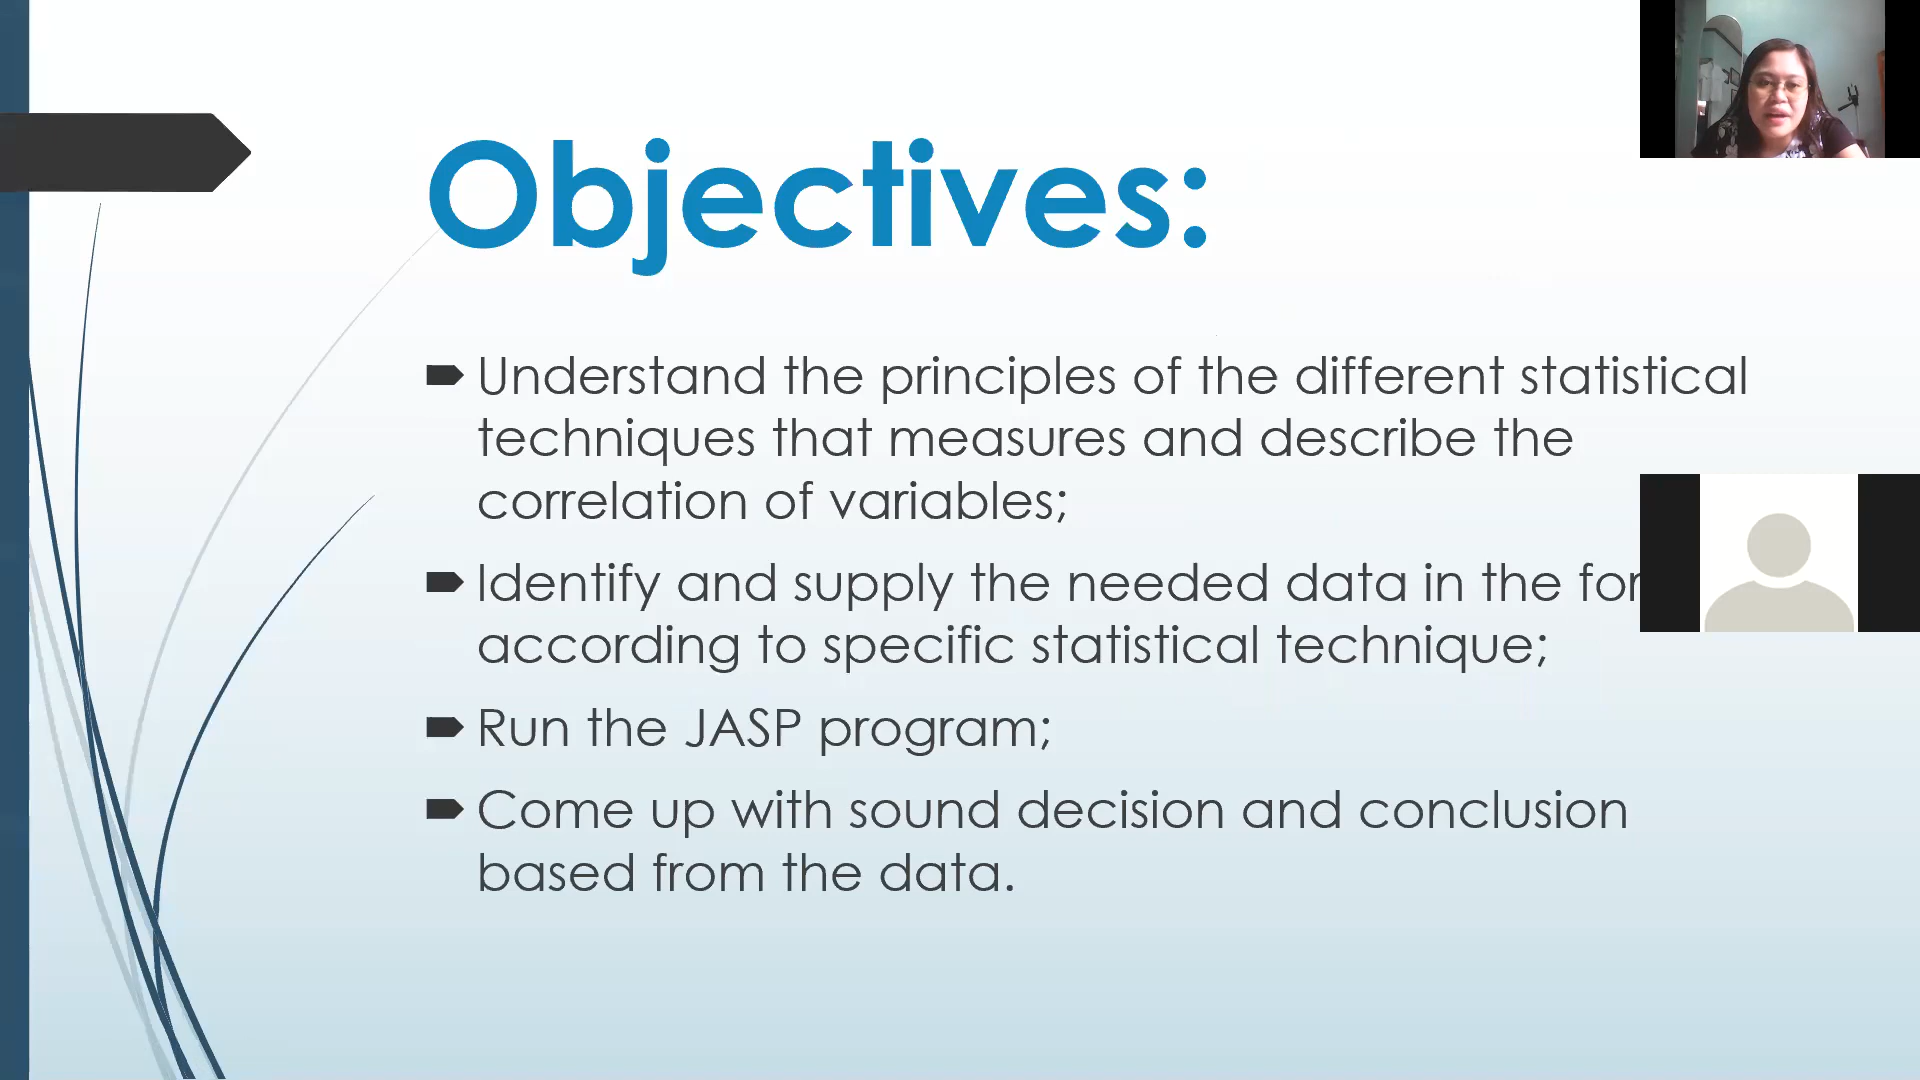 Objectives:
Understand the principles of the different statistical
techniques that measures and describe the
correlation of variables;
Identify and supply the needed data in the
according to specific statistical technique;
Run the JASP program;
Come up with sound decision and conclusion
based from the data.